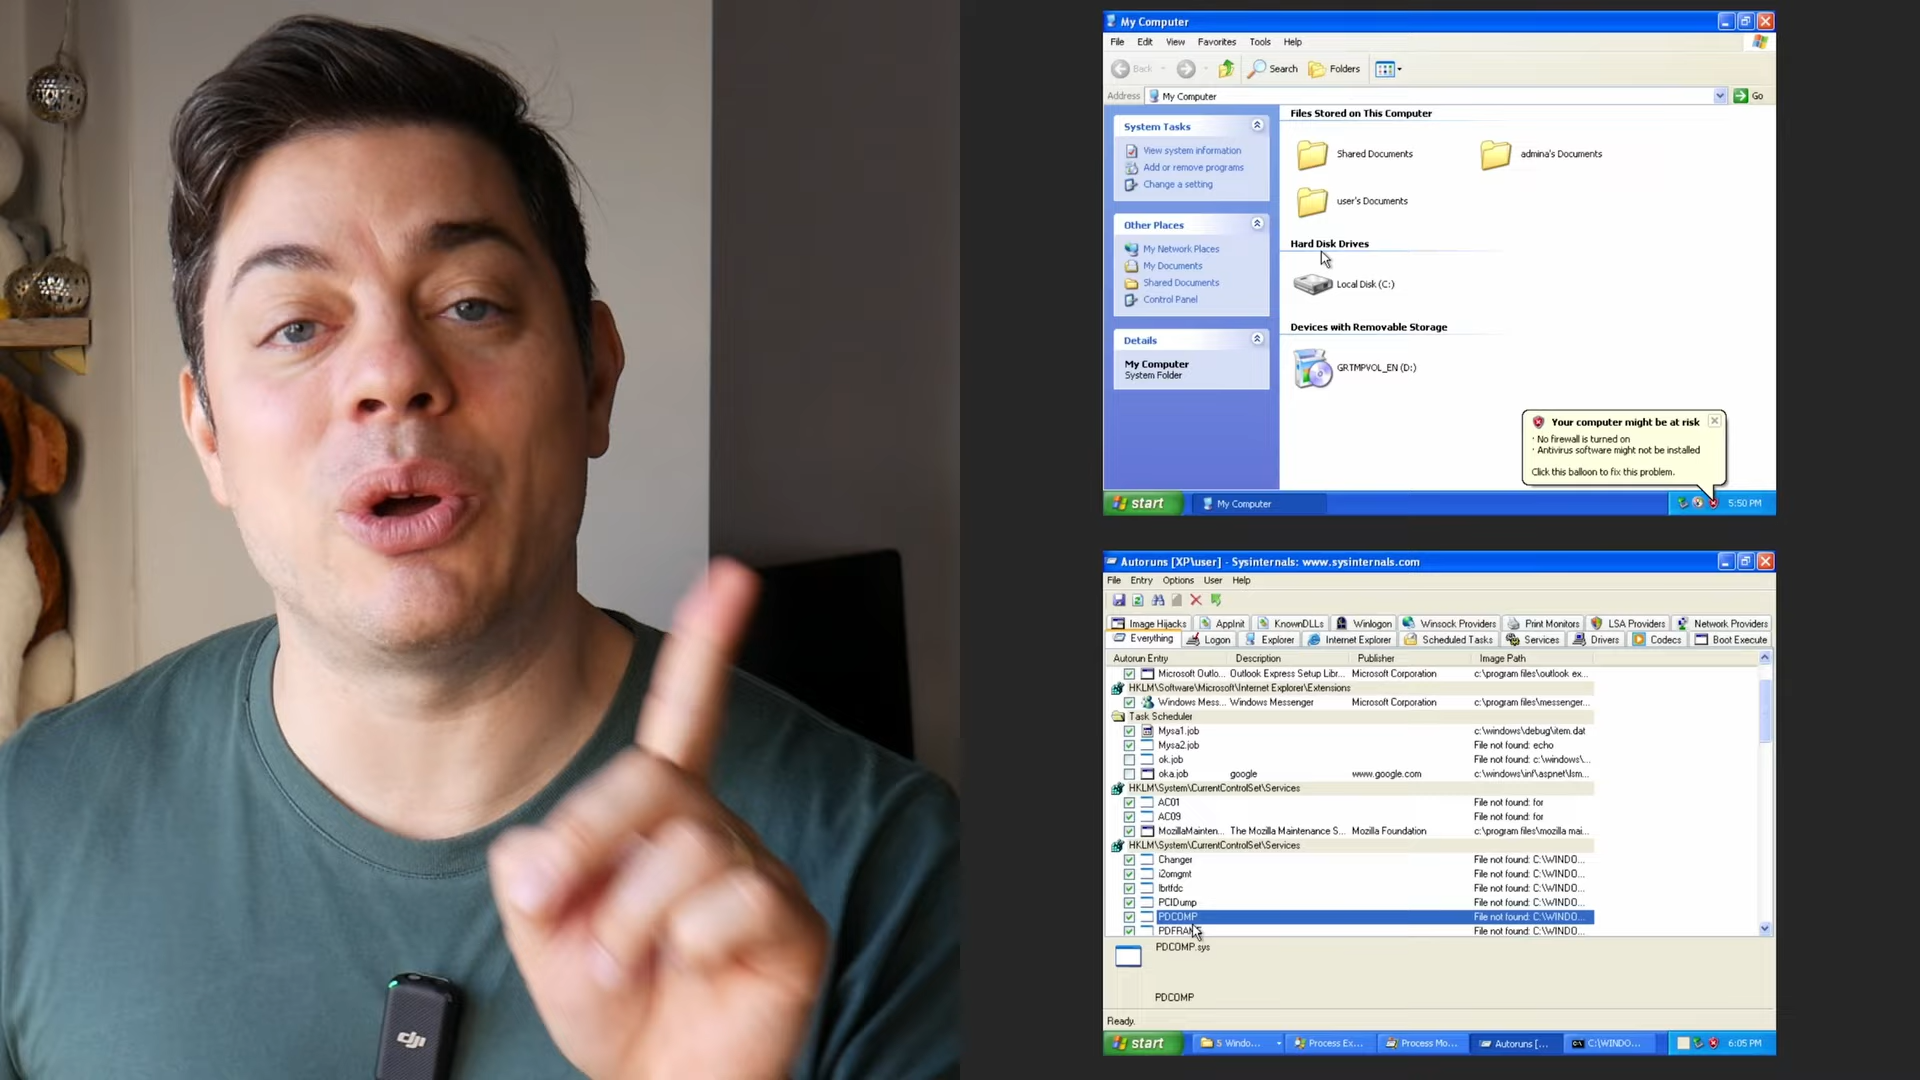 My Computer
File Edit View Favorites Tools Help
Back Search Folders
Address My Computer Go
System Tasks
View system information
Add or remove programs
Change a setting
Other Places
My Network Places
My Documents
Shared Documents
Control Panel
Details
My Computer
System Folder
Files Stored on This Computer
Shared Documents admina's Documents
user's Documents
Hard Disk Drives
Local Disk (C:)
Devices with Removable Storage
GRTMPVOL_EN (D:)
Your computer might be at risk
· No firewall is turned on
· Antivirus software might not be installed
Click this balloon to fix this problem.
start My Computer 5:50 PM
Autoruns [XP\user] - Sysinternals: www.sysinternals.com
File Entry Options User Help
Image Hijacks AppInit KnownDLLs Winlogon Winsock Providers Print Monitors LSA Providers Network Providers
Everything Logon Explorer Internet Explorer Scheduled Tasks Services Drivers Codecs Boot Execute
Autorun Entry Description Publisher Image Path
Microsoft Outlo... Outlook Express Setup Libr... Microsoft Corporation c:\program files\outlook ex...
HKLM\Software\Microsoft\Internet Explorer\Extensions
Windows Mess... Windows Messenger Microsoft Corporation c:\program files\messenger...
Task Scheduler
Mysa1.job c:\windows\debug\item.dat
Mysa2.job File not found: echo
ok.job File not found: c:\windows\...
oka.job google www.google.com c:\windows\inf\aspnet\lsm...
HKLM\System\CurrentControlSet\Services
AC01 File not found: for
AC09 File not found: for
MozillaMainten... The Mozilla Maintenance S... Mozilla Foundation c:\program files\mozilla mai...
HKLM\System\CurrentControlSet\Services
Changer File not found: C:\WINDO...
i2omgmt File not found: C:\WINDO...
lbrtfdc File not found: C:\WINDO...
PCIDump File not found: C:\WINDO...
PDCOMP File not found: C:\WINDO...
File not found: C:\WINDO...
PDCOMP.sys
PDCOMP
Ready.
start 5 Windo... Process Ex... Process Mo... Autoruns [... C:\WINDO... 6:05 PM
dji